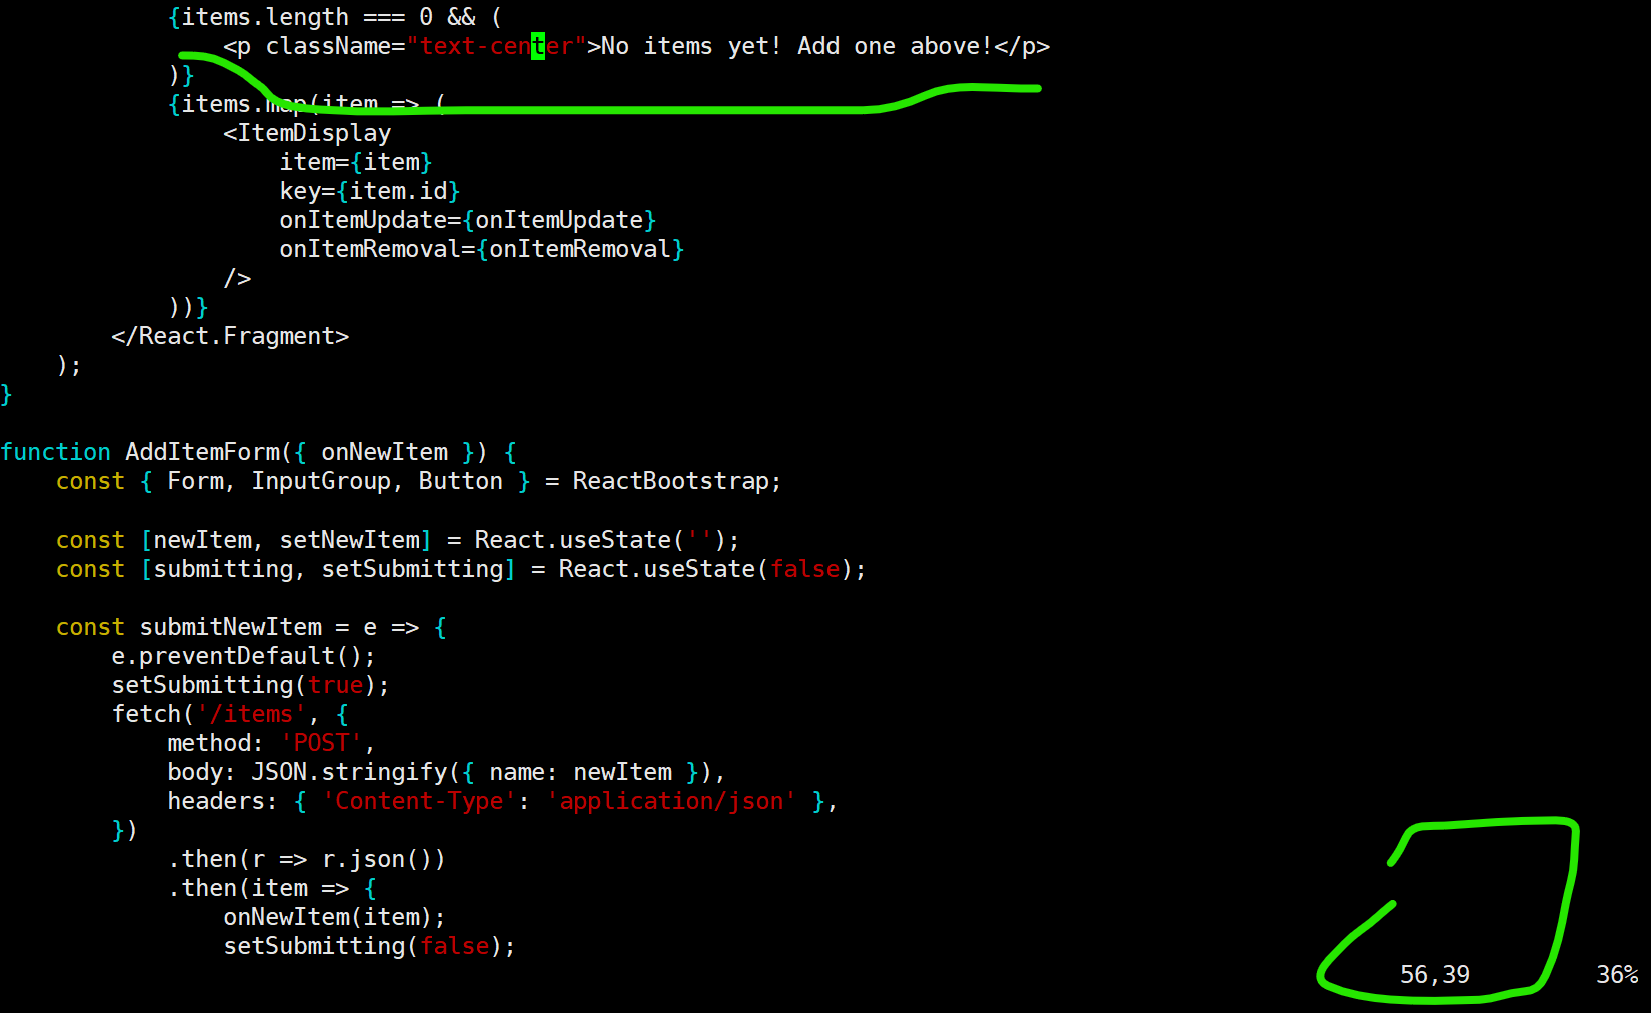 {items.length === 0 && (
                <p className="text-center">No items yet! Add one above!</p>
            )}
            {items.map(item => (
                <ItemDisplay
                    item={item}
                    key={item.id}
                    onItemUpdate={onItemUpdate}
                    onItemRemoval={onItemRemoval}
                />
            ))}
        </React.Fragment>
    );
}

function AddItemForm({ onNewItem }) {
    const { Form, InputGroup, Button } = ReactBootstrap;

    const [newItem, setNewItem] = React.useState('');
    const [submitting, setSubmitting] = React.useState(false);

    const submitNewItem = e => {
        e.preventDefault();
        setSubmitting(true);
        fetch('/items', {
            method: 'POST',
            body: JSON.stringify({ name: newItem }),
            headers: { 'Content-Type': 'application/json' },
        })
            .then(r => r.json())
            .then(item => {
                onNewItem(item);
                setSubmitting(false);
56,39 36%